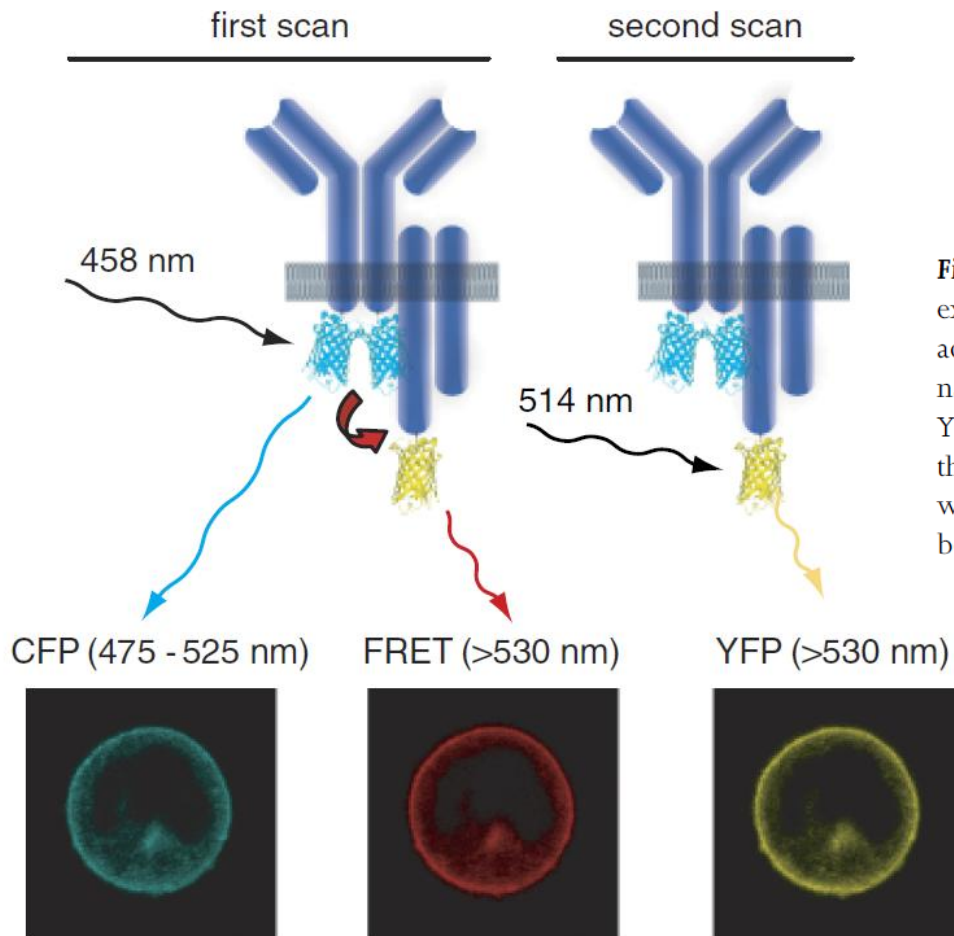 first scan
second scan
458 nm
514 nm
CFP (475 - 525 nm)
FRET (>530 nm)
YFP (>530 nm)